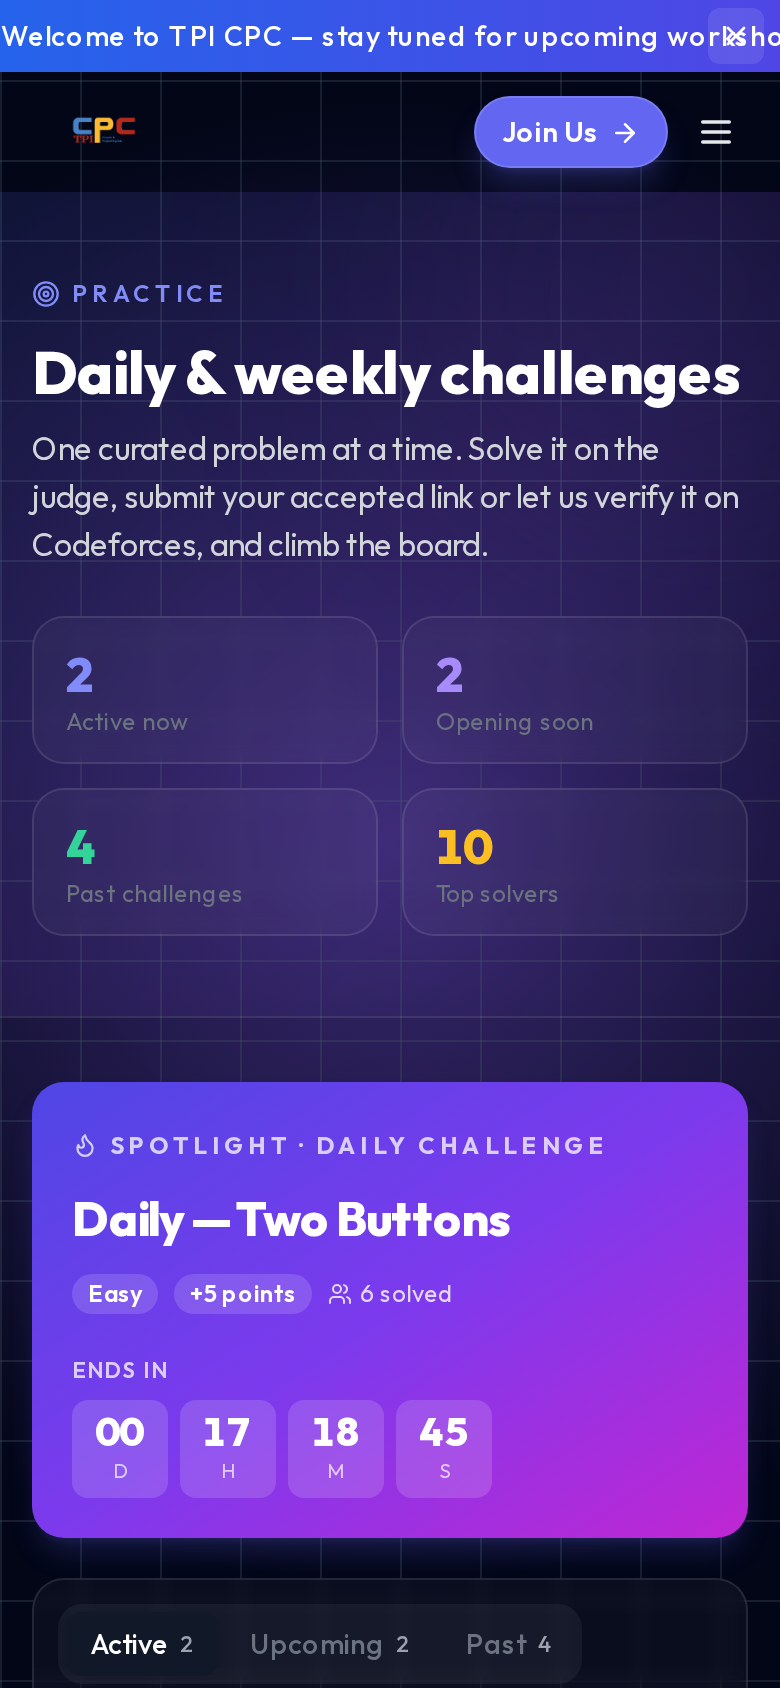 Welcome to TPI CPC — stay tuned for upcoming
CPC
TPI
Join Us
PRACTICE
Daily & weekly challenges
One curated problem at a time. Solve it on the
judge, submit your accepted link or let us verify it on
Codeforces, and climb the board.
2
Active now
2
Opening soon
4
Past challenges
10
Top solvers
SPOTLIGHT · DAILY CHALLENGE
Daily — Two Buttons
Easy +5 points 6 solved
ENDS IN
00 17 18 45
D H M S
Active 2 Upcoming 2 Past 4